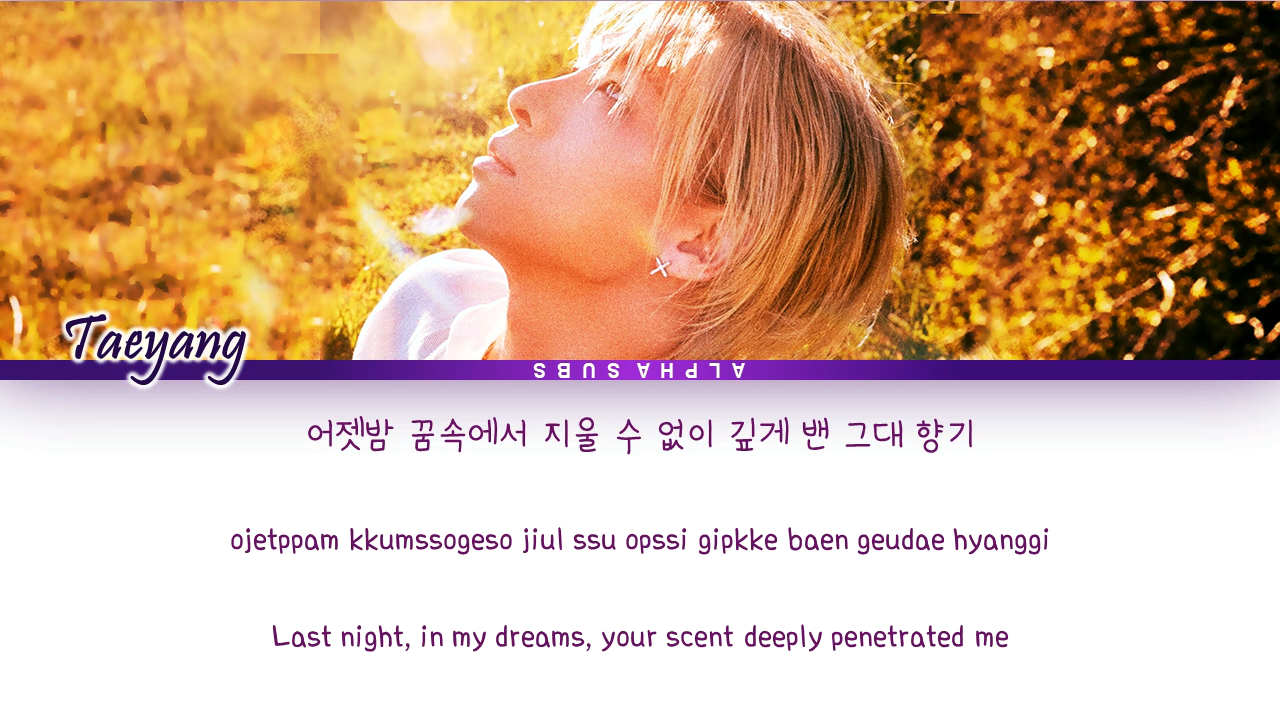 Taeyang
ALPHA SUBS
어젯밤 꿈속에서 지울 수 없이 깊게 밴 그대 향기
ojetppam kkumssogeso jiul ssu opssi gipkke baen geudae hyanggi
Last night, in my dreams, your scent deeply penetrated me